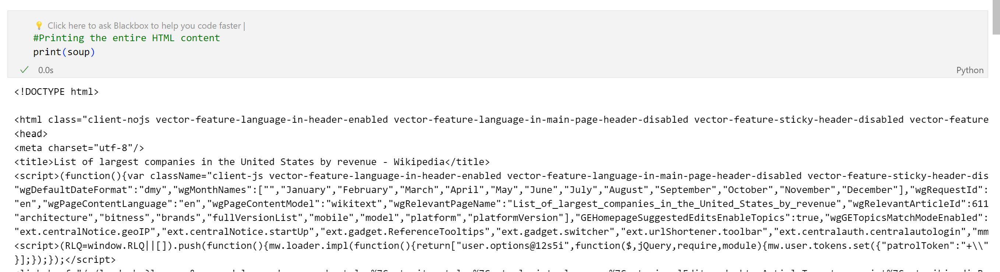 Click here to ask Blackbox to help you code faster |
#Printing the entire HTML content
print(soup)
0.0s
Python
<!DOCTYPE html>
<html class="client-nojs vector-feature-language-in-header-enabled vector-feature-language-in-main-page-header-disabled vector-feature-sticky-header-disabled vector-feature
<head>
<meta charset="utf-8"/>
<title>List of largest companies in the United States by revenue - Wikipedia</title>
<script>(function(){var className="client-js vector-feature-language-in-header-enabled vector-feature-language-in-main-page-header-disabled vector-feature-sticky-header-dis
"wgDefaultDateFormat":"dmy","wgMonthNames":["","January","February","March","April","May","June","July","August","September","October","November","December"],"wgRequestId":
"en","wgPageContentLanguage":"en","wgPageContentModel":"wikitext","wgRelevantPageName":"List_of_largest_companies_in_the_United_States_by_revenue","wgRelevantArticleId":611
"architecture","bitness","brands","fullVersionList","mobile","model","platform","platformVersion"],"GEHomepageSuggestedEditsEnableTopics":true,"wgGETopicsMatchModeEnabled":
"ext.centralNotice.geoIP","ext.centralNotice.startUp","ext.gadget.ReferenceTooltips","ext.gadget.switcher","ext.urlShortener.toolbar","ext.centralauth.centralautologin","mm
<script>(RLQ=window.RLQ||[]).push(function(){mw.loader.impl(function(){return["user.options@12s5i",function($,jQuery,require,module){mw.user.tokens.set({"patrolToken":"+\\"
}];});});</script>